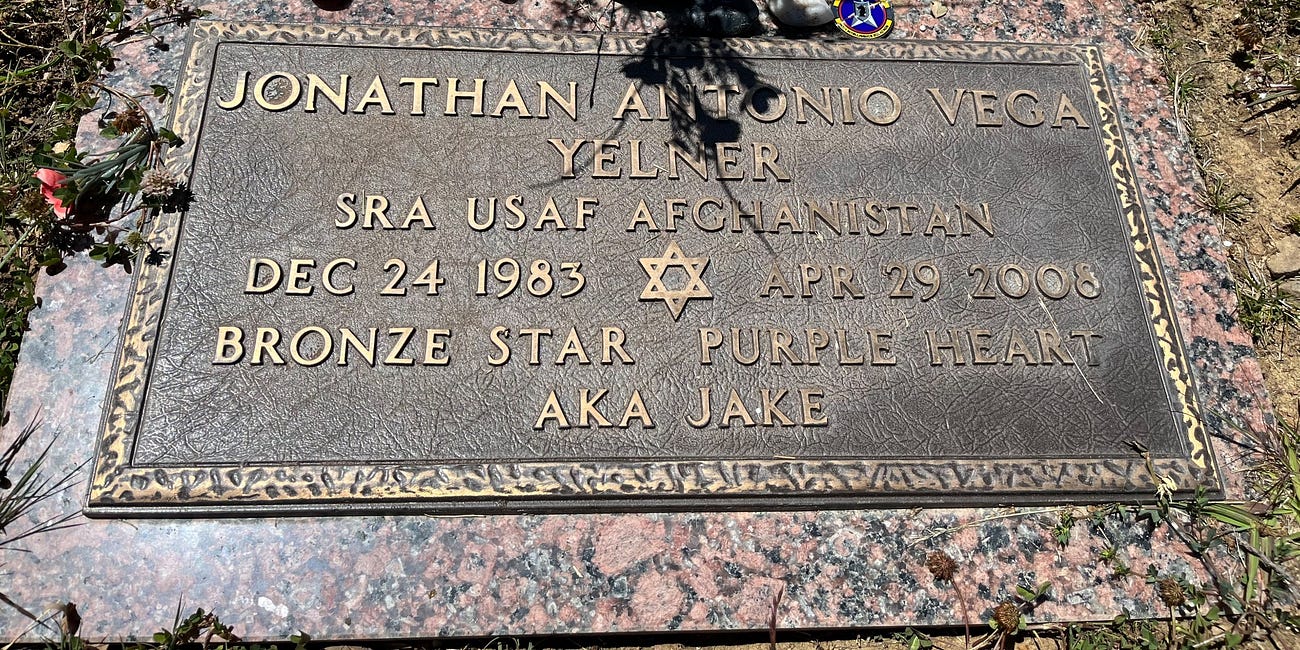 JONATHAN ANTONIO VEGA
YELNER
SRA USAF AFGHANISTAN
DEC 24 1983 APR 29 2008
BRONZE STAR PURPLE HEART
AKA JAKE